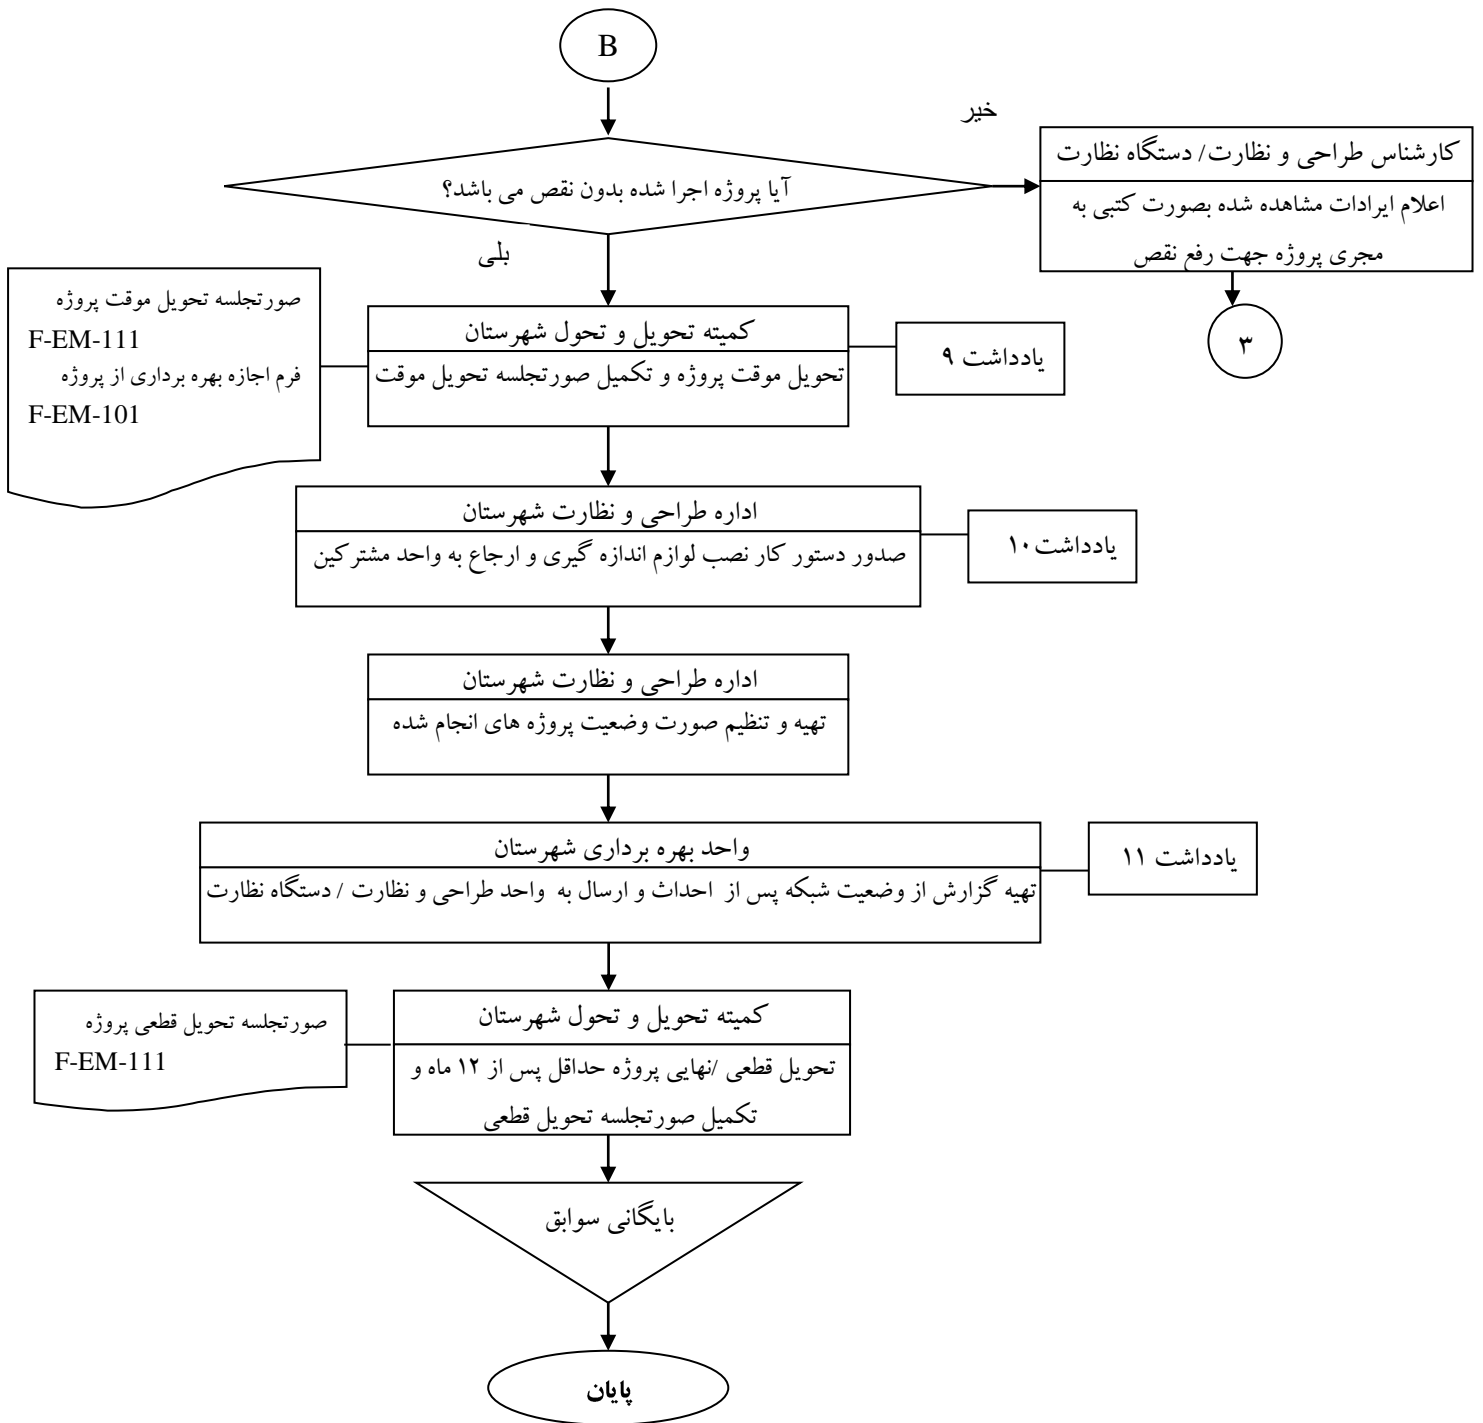 B
خیر
آیا پروژه اجرا شده بدون نقص می باشد؟
کارشناس طراحی و نظارت/ دستگاه نظارت
اعلام ایرادات مشاهده شده بصورت کتبی به
مجری پروژه جهت رفع نقص
۳
بلی
کمیته تحویل و تحول شهرستان
تحویل موقت پروژه و تکمیل صورتجلسه تحویل موقت
یادداشت ۹
صورتجلسه تحویل موقت پروژه
F-EM-111
فرم اجازه بهره برداری از پروژه
F-EM-101
اداره طراحی و نظارت شهرستان
صدور دستور کار نصب لوازم اندازه گیری و ارجاع به واحد مشترکین
یادداشت۱۰
اداره طراحی و نظارت شهرستان
تهیه و تنظیم صورت وضعیت پروژه های انجام شده
واحد بهره برداری شهرستان
تهیه گزارش از وضعیت شبکه پس از احداث و ارسال به واحد طراحی و نظارت / دستگاه نظارت
یادداشت ۱۱
کمیته تحویل و تحول شهرستان
تحویل قطعی /نهایی پروژه حداقل پس از ۱۲ ماه و
تکمیل صورتجلسه تحویل قطعی
صورتجلسه تحویل قطعی پروژه
F-EM-111
بایگانی سوابق
پایان